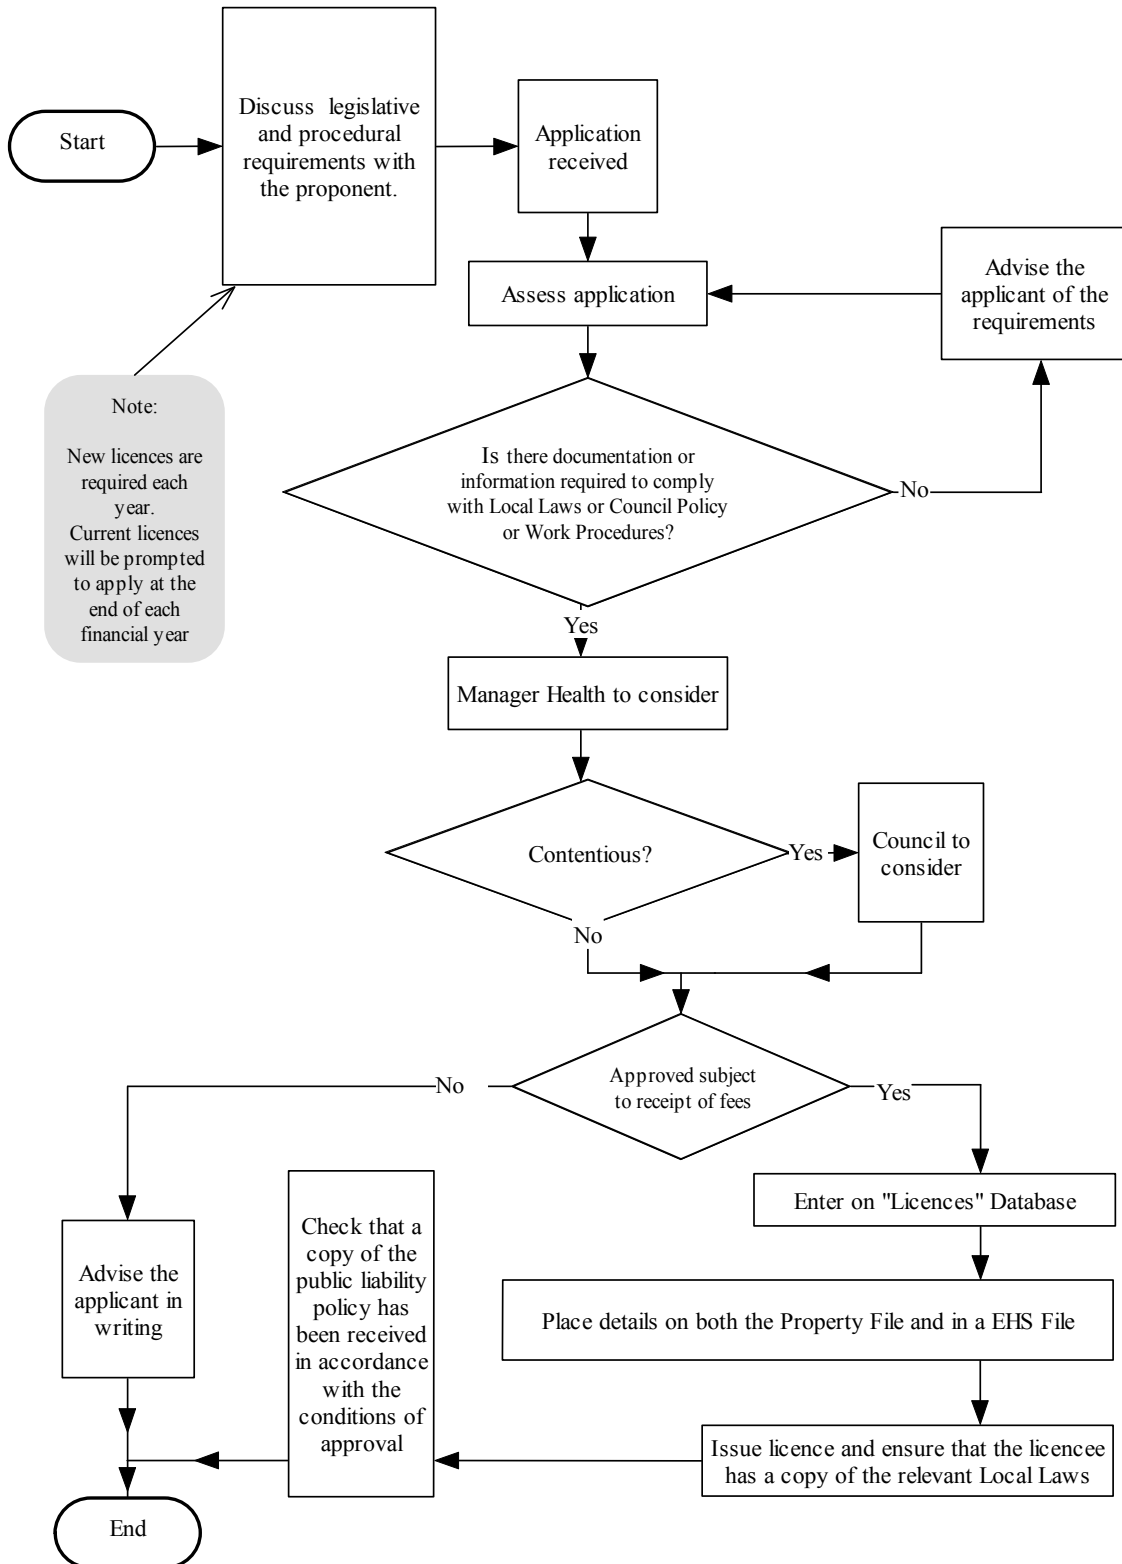 Start
Discuss legislative
and procedural
requirements with
the proponent.
Application
received
Advise the
applicant of the
requirements
Assess application
Note:
New licences are
required each
year.
Current licences
will be prompted
to apply at the
end of each
financial year
Is there documentation or
information required to comply
with Local Laws or Council Policy
or Work Procedures?
No
Yes
Manager Health to consider
Contentious?
Yes
Council to
consider
No
Approved subject
to receipt of fees
No
Yes
Enter on "Licences" Database
Place details on both the Property File and in a EHS File
Issue licence and ensure that the licencee
has a copy of the relevant Local Laws
Check that a
copy of the
public liability
policy has
been received
in accordance
with the
conditions of
approval
Advise the
applicant in
writing
End